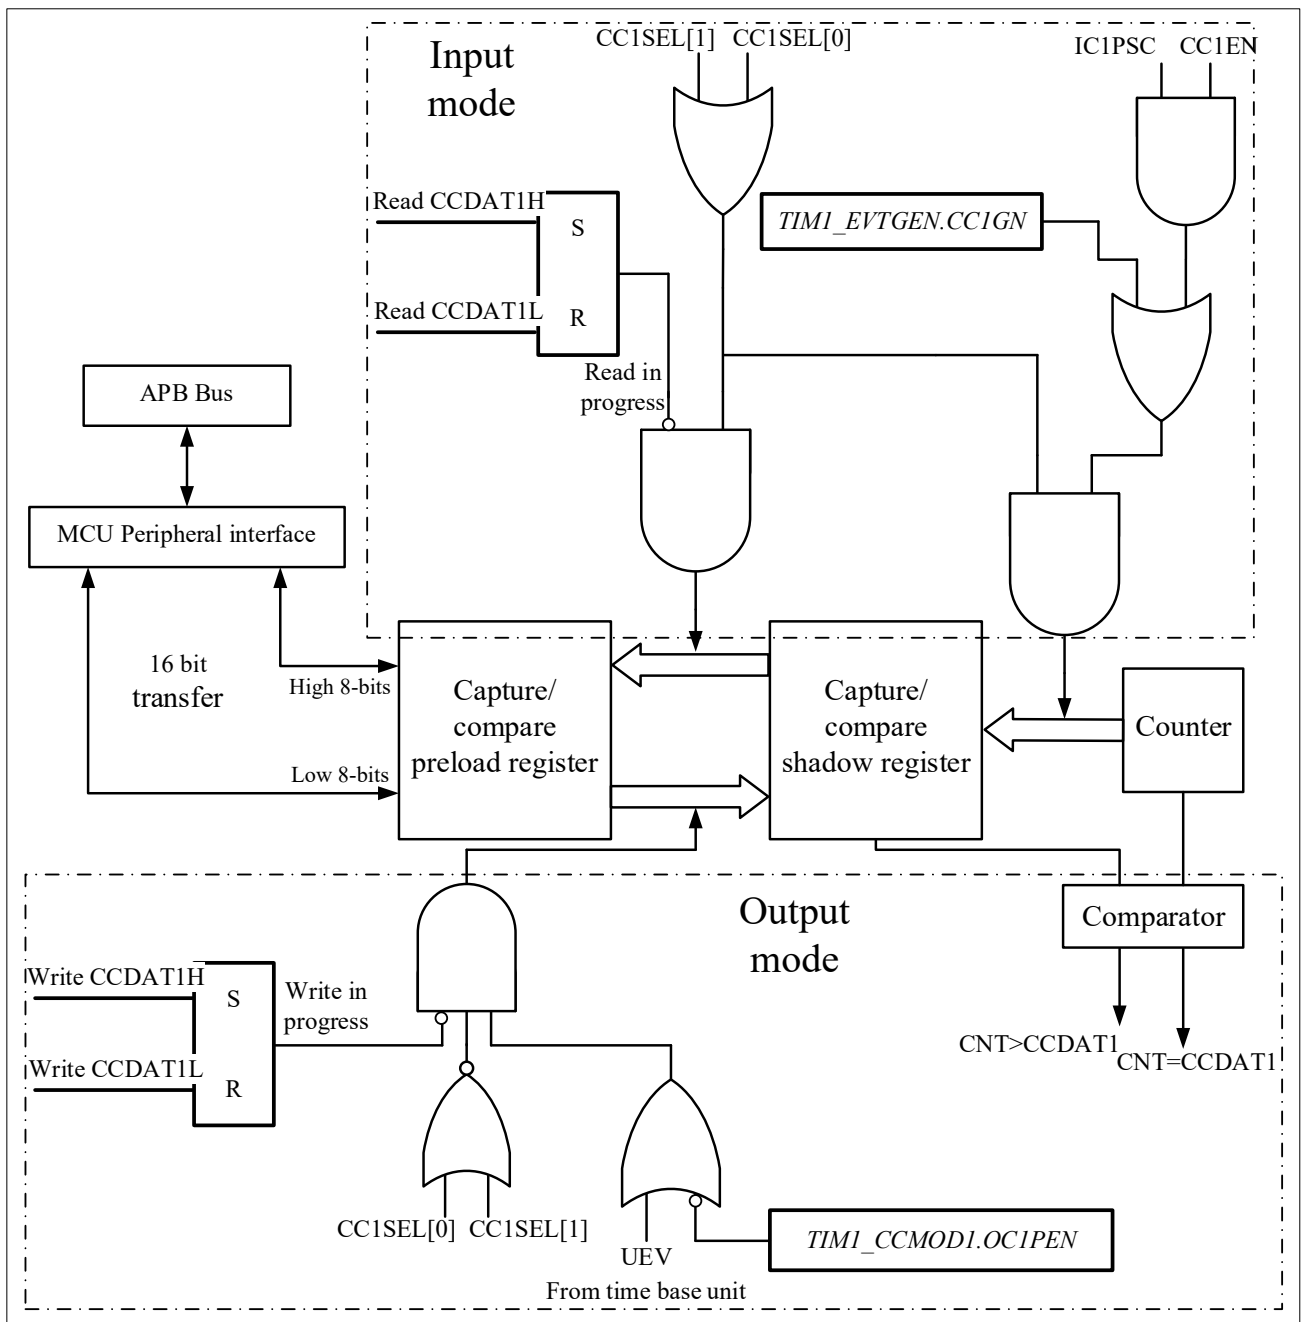 CC1SEL[1] CC1SEL[0]
IC1PSC CC1EN
Input
mode
Read CCDAT1H
S
TIM1_EVTGEN.CC1GN
Read CCDAT1L
R
Read in
progress
APB Bus
MCU Peripheral interface
16 bit
transfer
High 8-bits
Low 8-bits
Capture/
compare
preload register
Capture/
compare
shadow register
Counter
Output
mode
Comparator
Write CCDAT1H
S
Write in
progress
Write CCDAT1L
R
CNT>CCDAT1
CNT=CCDAT1
CC1SEL[0] CC1SEL[1]
UEV
TIM1_CCMOD1.OC1PEN
From time base unit